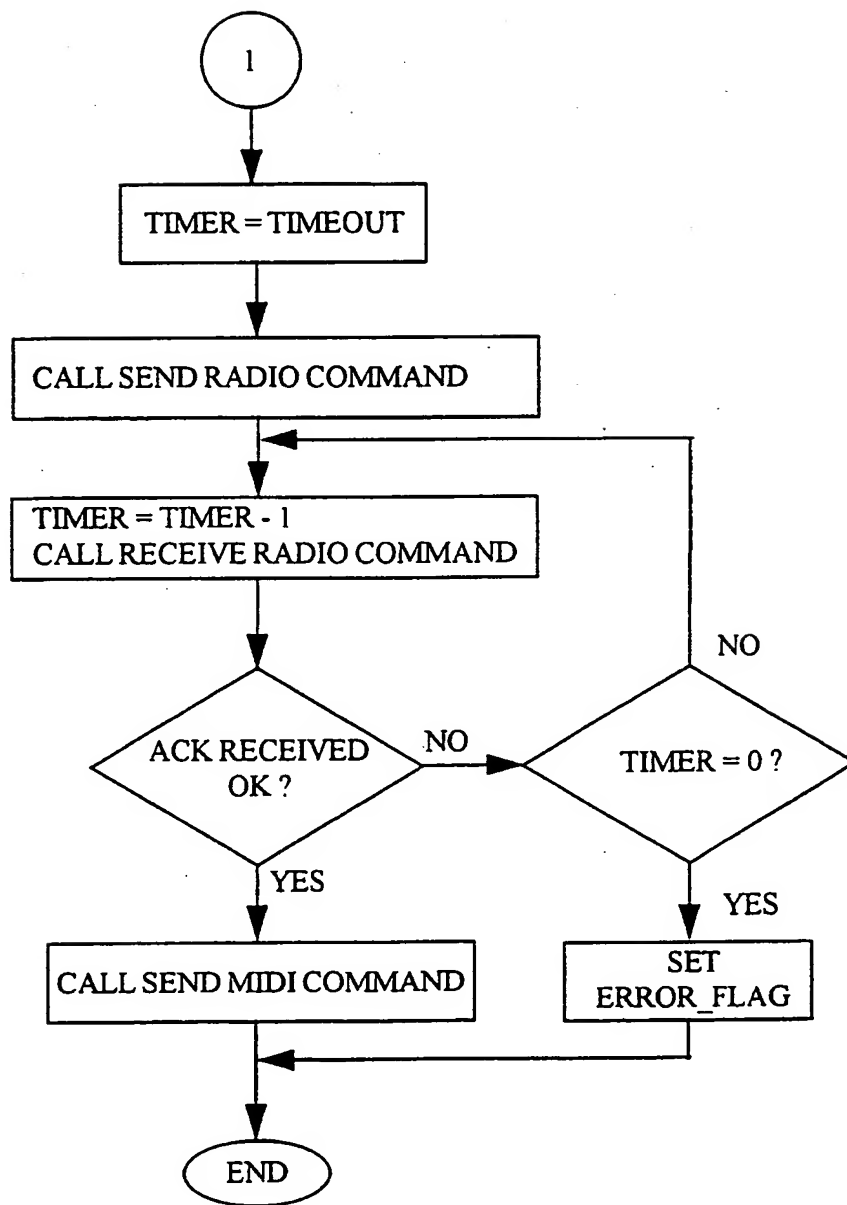 1
TIMER = TIMEOUT
CALL SEND RADIO COMMAND
TIMER = TIMER - 1
CALL RECEIVE RADIO COMMAND
NO
ACK RECEIVED
OK ?
NO
TIMER = 0 ?
YES
YES
CALL SEND MIDI COMMAND
SET
ERROR_FLAG
END